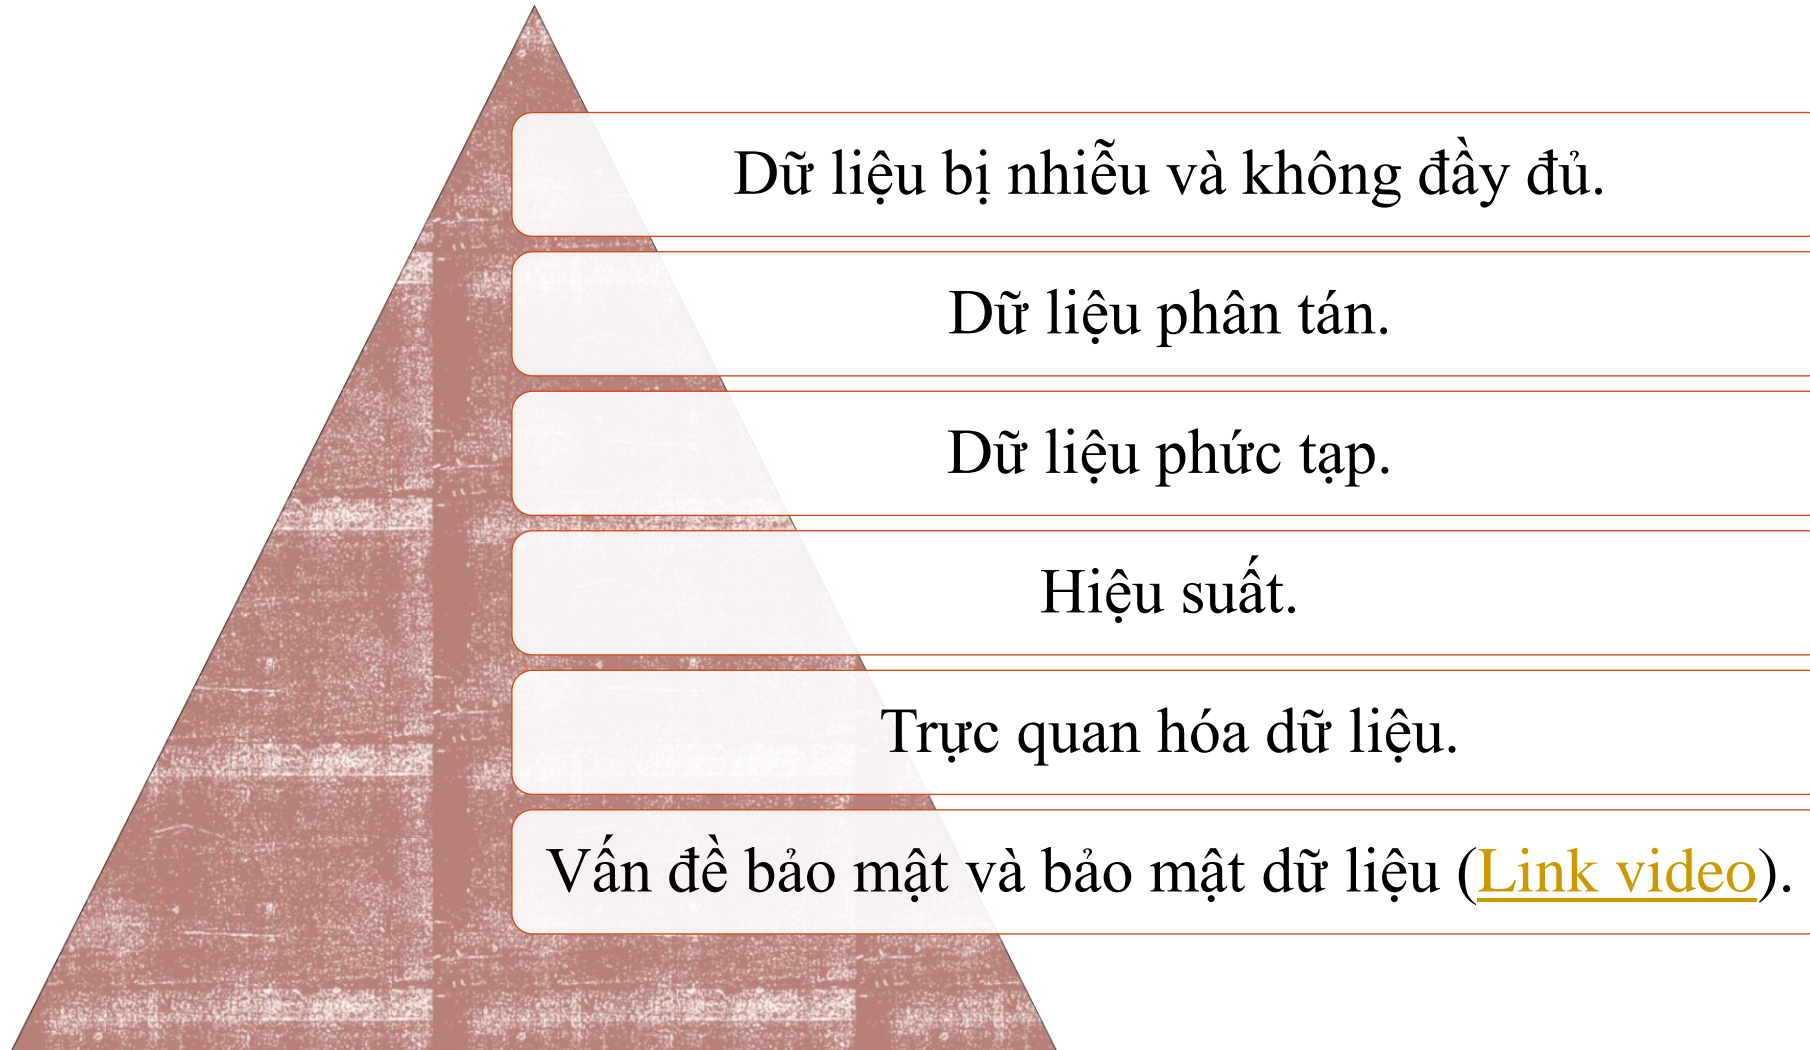 Dữ liệu bị nhiễu và không đầy đủ.
Dữ liệu phân tán.
Dữ liệu phức tạp.
Hiệu suất.
Trực quan hóa dữ liệu.
Vấn đề bảo mật và bảo mật dữ liệu (Link video).